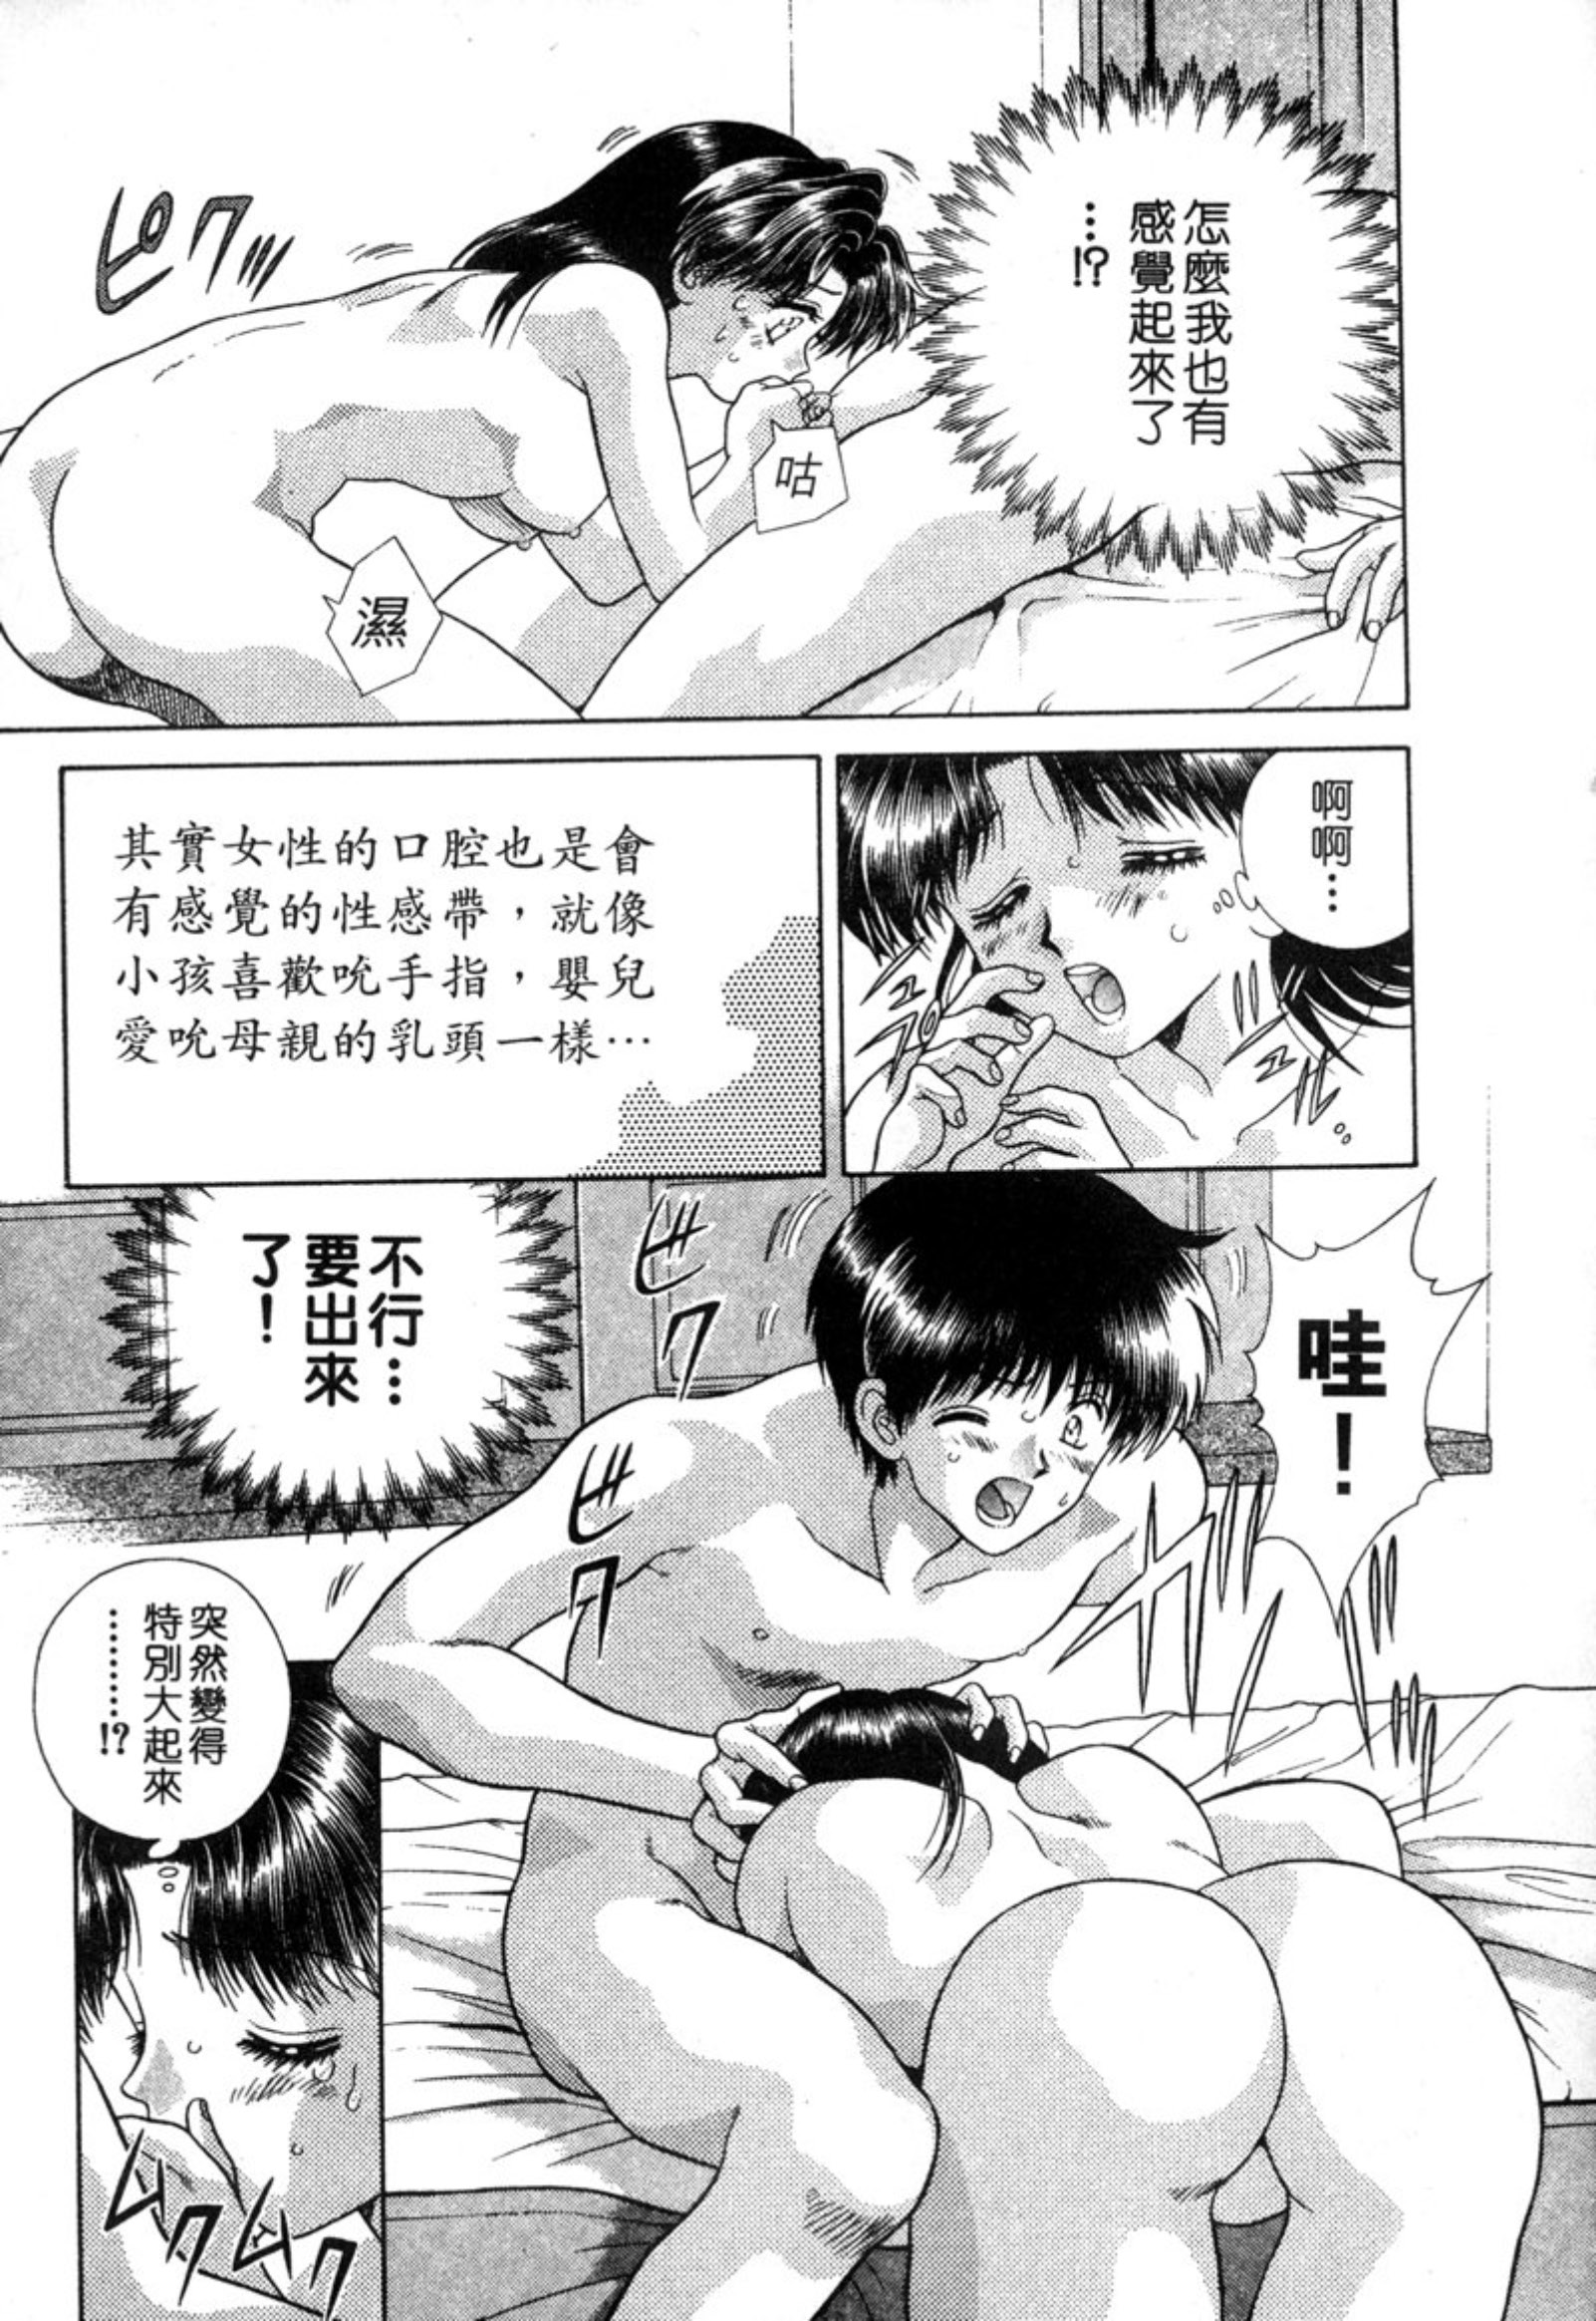 怎麼我也有
感覺起來了
…!?
ピクッ
咕
濕
啊啊…
ヌプ
ヌル
其實女性的口腔也是會
有感覺的性感帶，就像
小孩喜歡吮手指，嬰兒
愛吮母親的乳頭一樣…
哇！
ビク
ビク
不行…
要出來
了！
突然變得
特別大起來
………!?
ムク
ムク